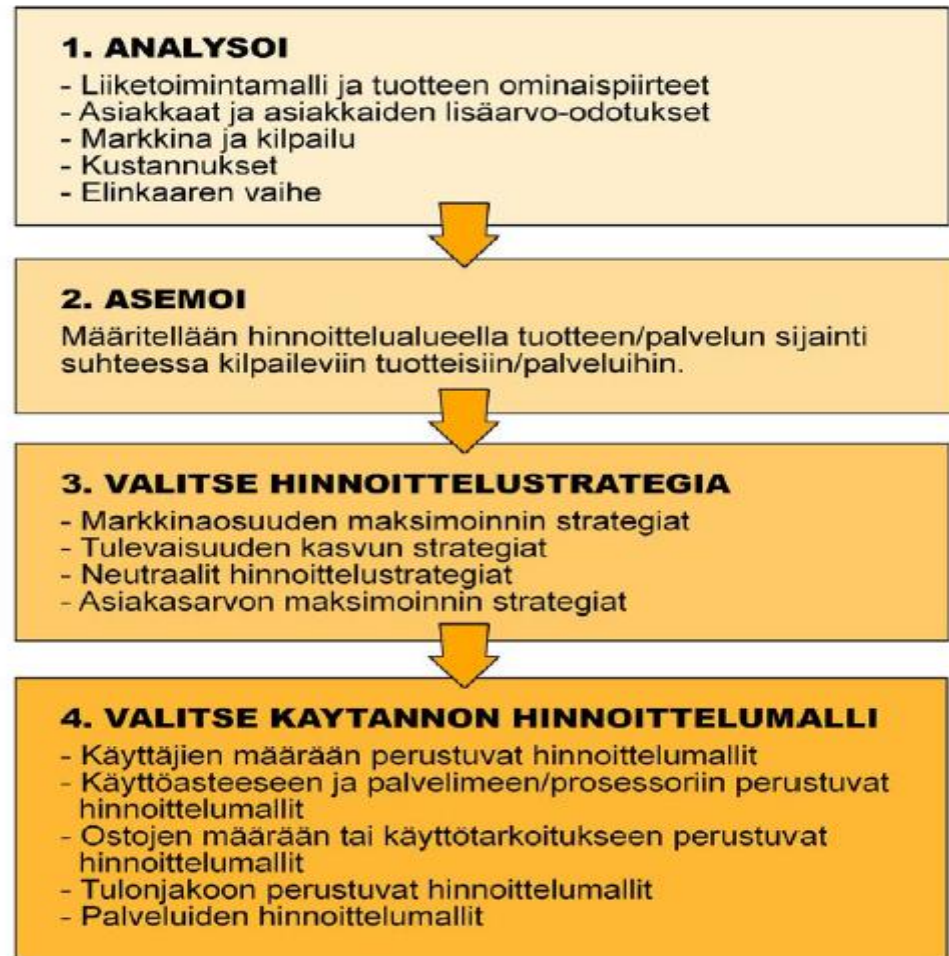 1. ANALYSOI
- Liiketoimintamalli ja tuotteen ominaispiirteet
- Asiakkaat ja asiakkaiden lisäarvo-odotukset
- Markkina ja kilpailu
- Kustannukset
- Elinkaaren vaihe
2. ASEMOI
Määritellään hinnoittelualueella tuotteen/palvelun sijainti
suhteessa kilpaileviin tuotteisiin/palveluihin.
3. VALITSE HINNOITTELUSTRATEGIA
- Markkinaosuuden maksimoinnin strategiat
- Tulevaisuuden kasvun strategiat
- Neutraalit hinnoittelustrategiat
- Asiakasarvon maksimoinnin strategiat
4. VALITSE KAYTANNON HINNOITTELUMALLI
- Käyttäjien määrään perustuvat hinnoittelumallit
- Käyttöasteeseen ja palvelimeen/prosessoriin perustuvat
hinnoittelumallit
- Ostojen määrään tai käyttötarkoitukseen perustuvat
hinnoittelumallit
- Tulonjakoon perustuvat hinnoittelumallit
- Palveluiden hinnoittelumallit